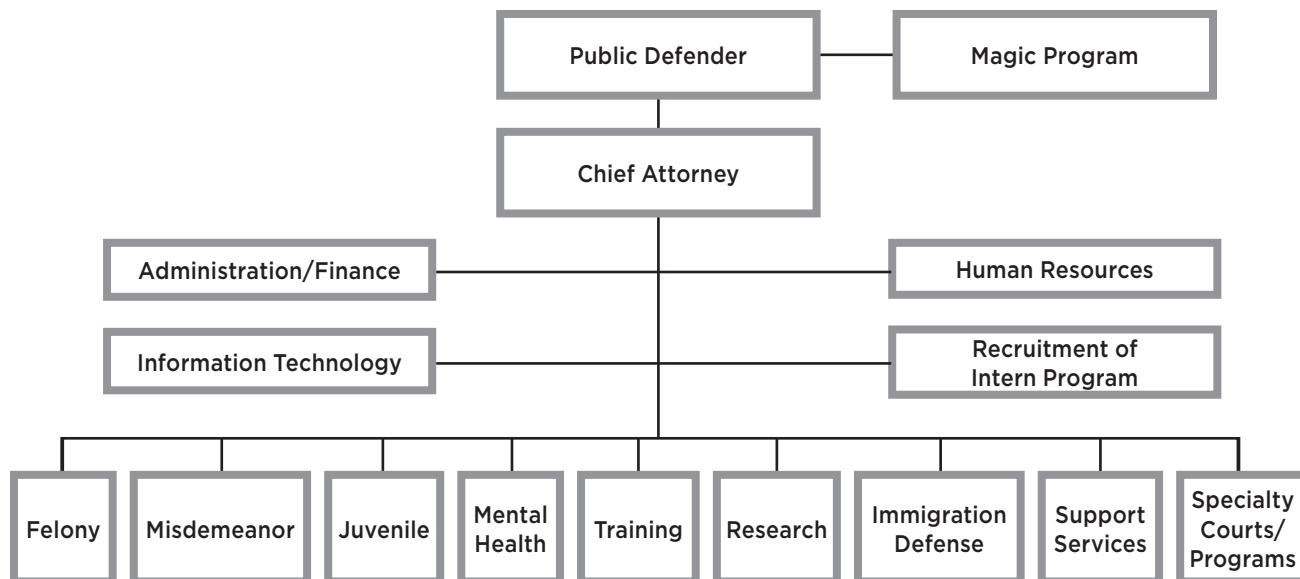 Public Defender
Magic Program
Chief Attorney
Administration/Finance
Human Resources
Information Technology
Recruitment of
Intern Program
Felony
Misdemeanor
Juvenile
Mental
Health
Training
Research
Immigration
Defense
Support
Services
Specialty
Courts/
Programs